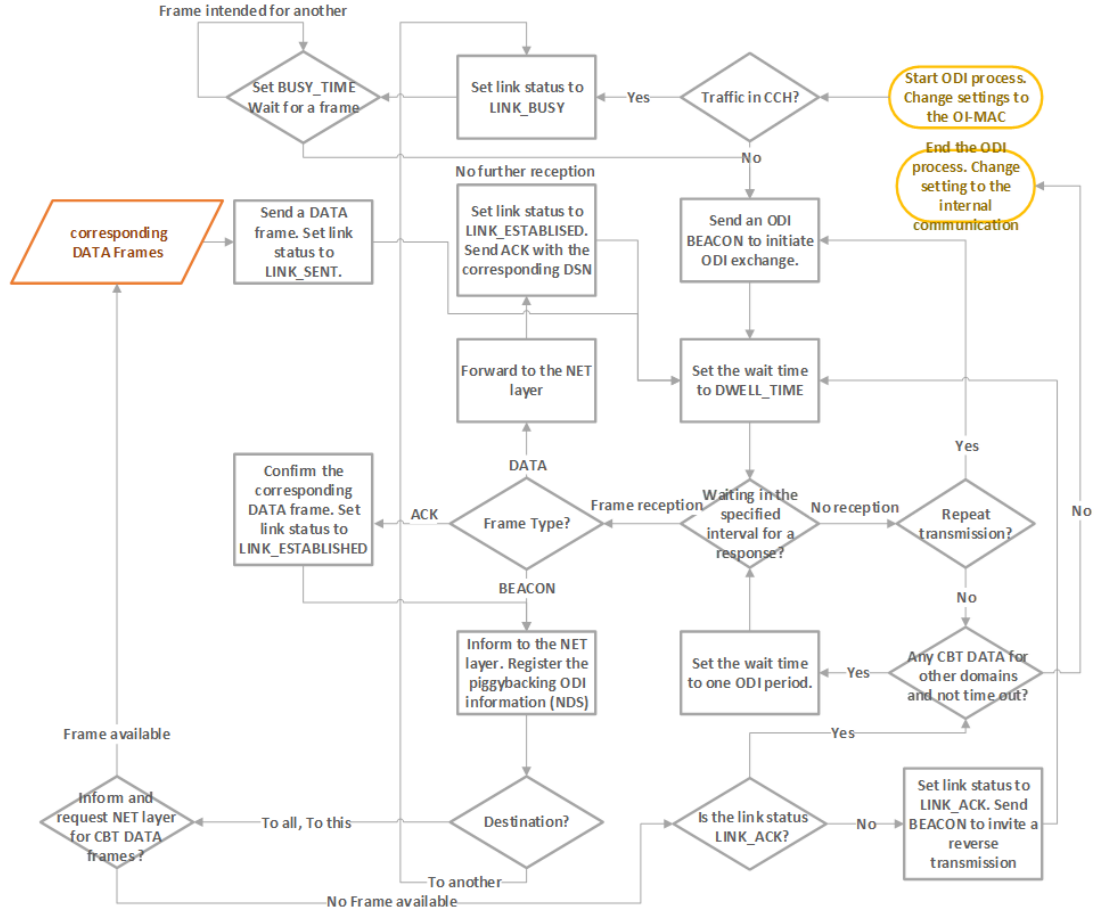 Frame intended for another
Set BUSY_TIME
Wait for a frame
Set link status to
LINK_BUSY
Yes
Traffic in CCH?
Start ODI process.
Change settings to
the OI-MAC
No
End the ODI
process. Change
setting to the
internal
communication
No further reception
corresponding
DATA Frames
Send a DATA
frame. Set link
status to
LINK_SENT.
Set link status to
LINK_ESTABLISED.
Send ACK with the
corresponding DSN
Send an ODI
BEACON to initiate
ODI exchange.
Forward to the NET
layer
Set the wait time
to DWELL_TIME
Yes
DATA
Confirm the
corresponding
DATA frame. Set
link status to
LINK_ESTABLISHED
ACK
Frame Type?
Frame reception
Waiting in the
specified
interval for a
response?
No reception
Repeat
transmission?
No
BEACON
No
Inform to the NET
layer. Register the
piggybacking ODI
information (NDS)
Set the wait time
to one ODI period.
Yes
Any CBT DATA for
other domains
and not time out?
Frame available
Yes
Inform and
request NET layer
for CBT DATA
frames ?
To all, To this
Destination?
Is the link status
LINK_ACK?
No
Set link status to
LINK_ACK. Send
BEACON to invite a
reverse
transmission
To another
No Frame available